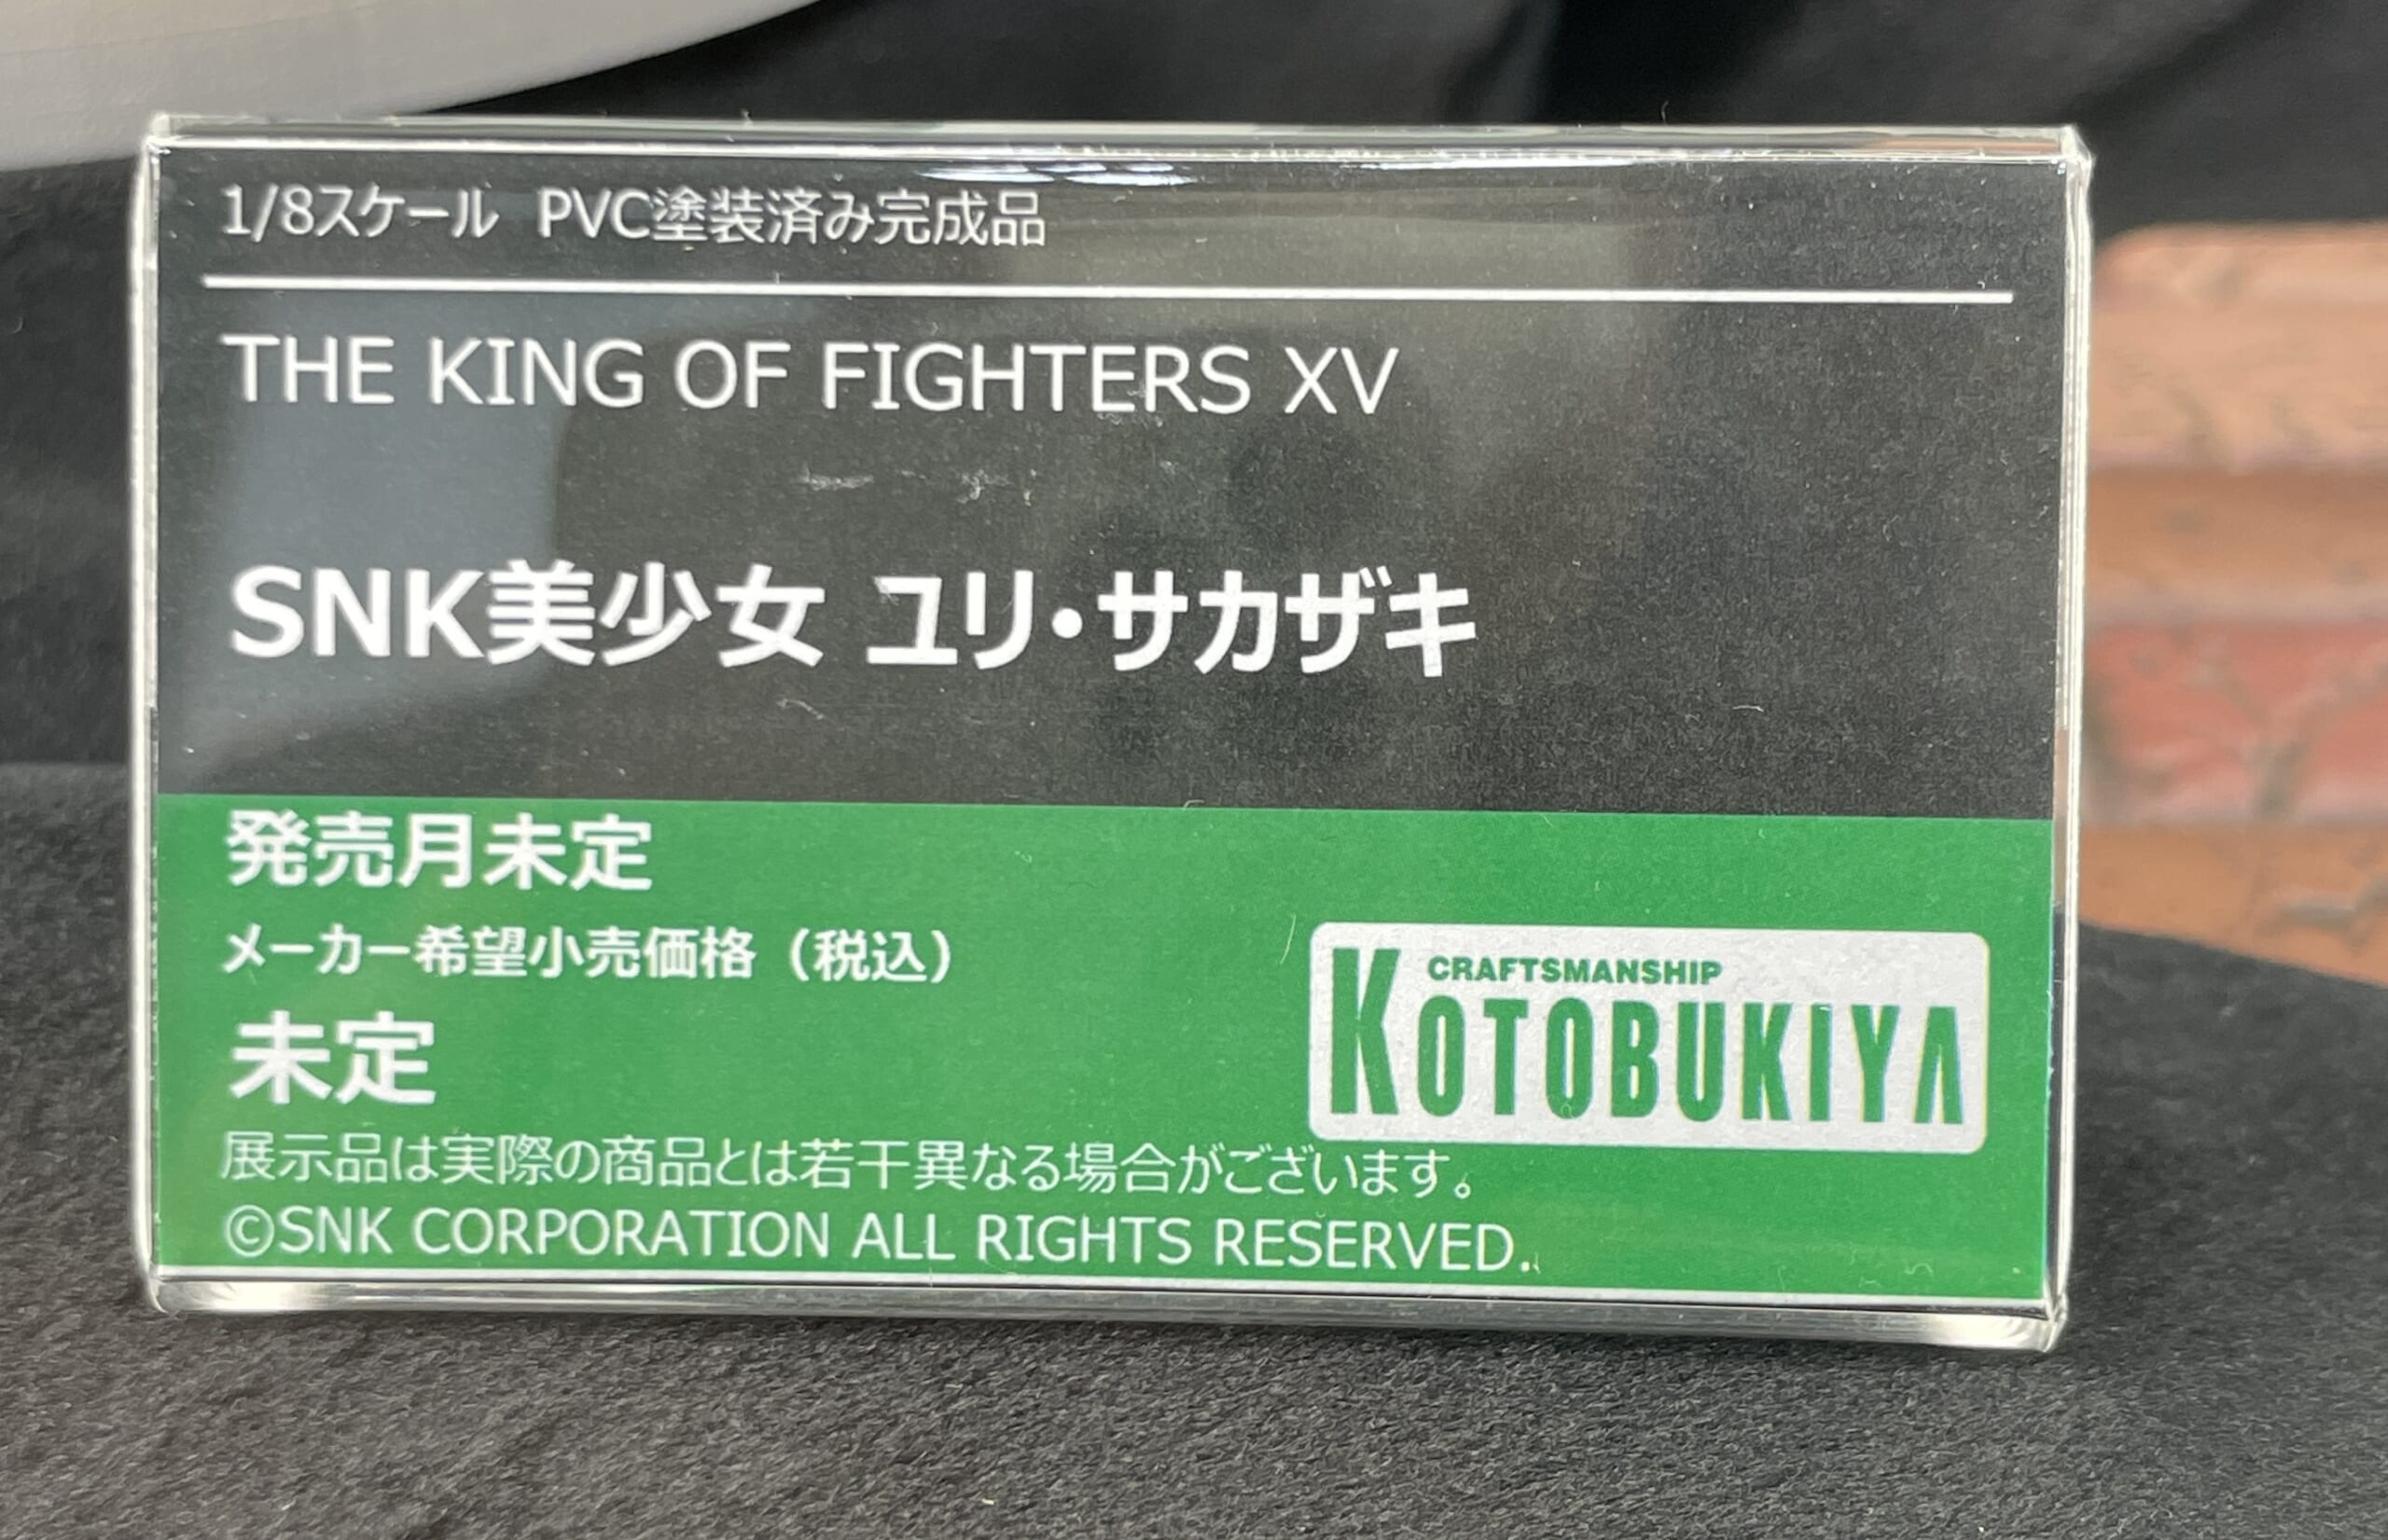 1/8スケール PVC塗装済み完成品
THE KING OF FIGHTERS XV
SNK美少女 ユリ・サカザキ
発売月未定
メーカー希望小売価格（税込）
未定
CRAFTSMANSHIP
KOTOBUKIYA
展示品は実際の商品とは若干異なる場合がございます。
©SNK CORPORATION ALL RIGHTS RESERVED.